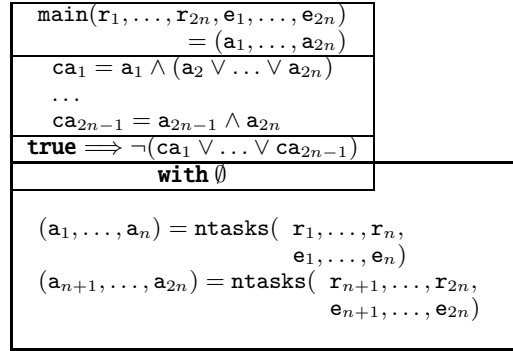 main(r₁, . . . , r₂ₙ, e₁, . . . , e₂ₙ)
= (a₁, . . . , a₂ₙ)
ca₁ = a₁ ∧ (a₂ ∨ . . . ∨ a₂ₙ)
. . .
ca₂ₙ₋₁ = a₂ₙ₋₁ ∧ a₂ₙ
true ⟹ ¬(ca₁ ∨ . . . ∨ ca₂ₙ₋₁)
with ∅
(a₁, . . . , aₙ) = ntasks( r₁, . . . , rₙ,
e₁, . . . , eₙ)
(aₙ₊₁, . . . , a₂ₙ) = ntasks( rₙ₊₁, . . . , r₂ₙ,
eₙ₊₁, . . . , e₂ₙ)